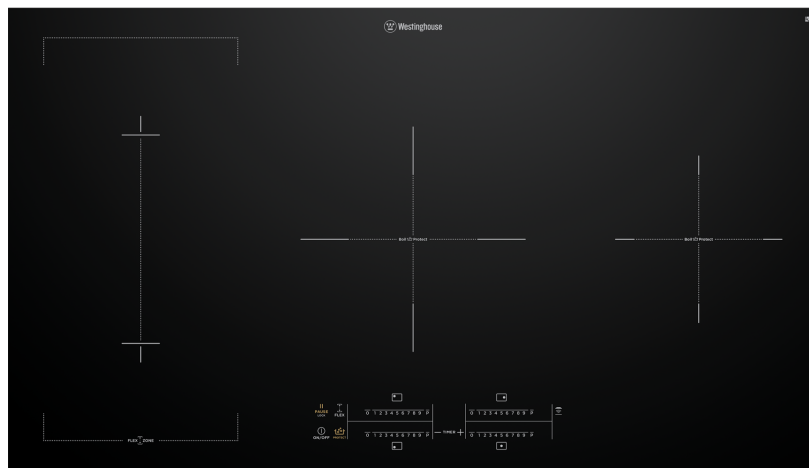 Westinghouse
Boil Protect
Boil Protect
PAUSE
LOCK
FLEX
0 1 2 3 4 5 6 7 8 9 P
0 1 2 3 4 5 6 7 8 9 P
ON/OFF
PROTECT
0 1 2 3 4 5 6 7 8 9 P
TIMER
0 1 2 3 4 5 6 7 8 9 P
FLEX ZONE